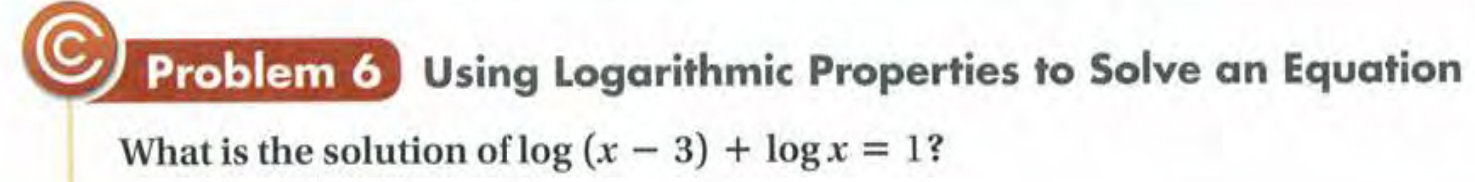 © Problem 6 Using Logarithmic Properties to Solve an Equation
What is the solution of log (x − 3) + log x = 1?